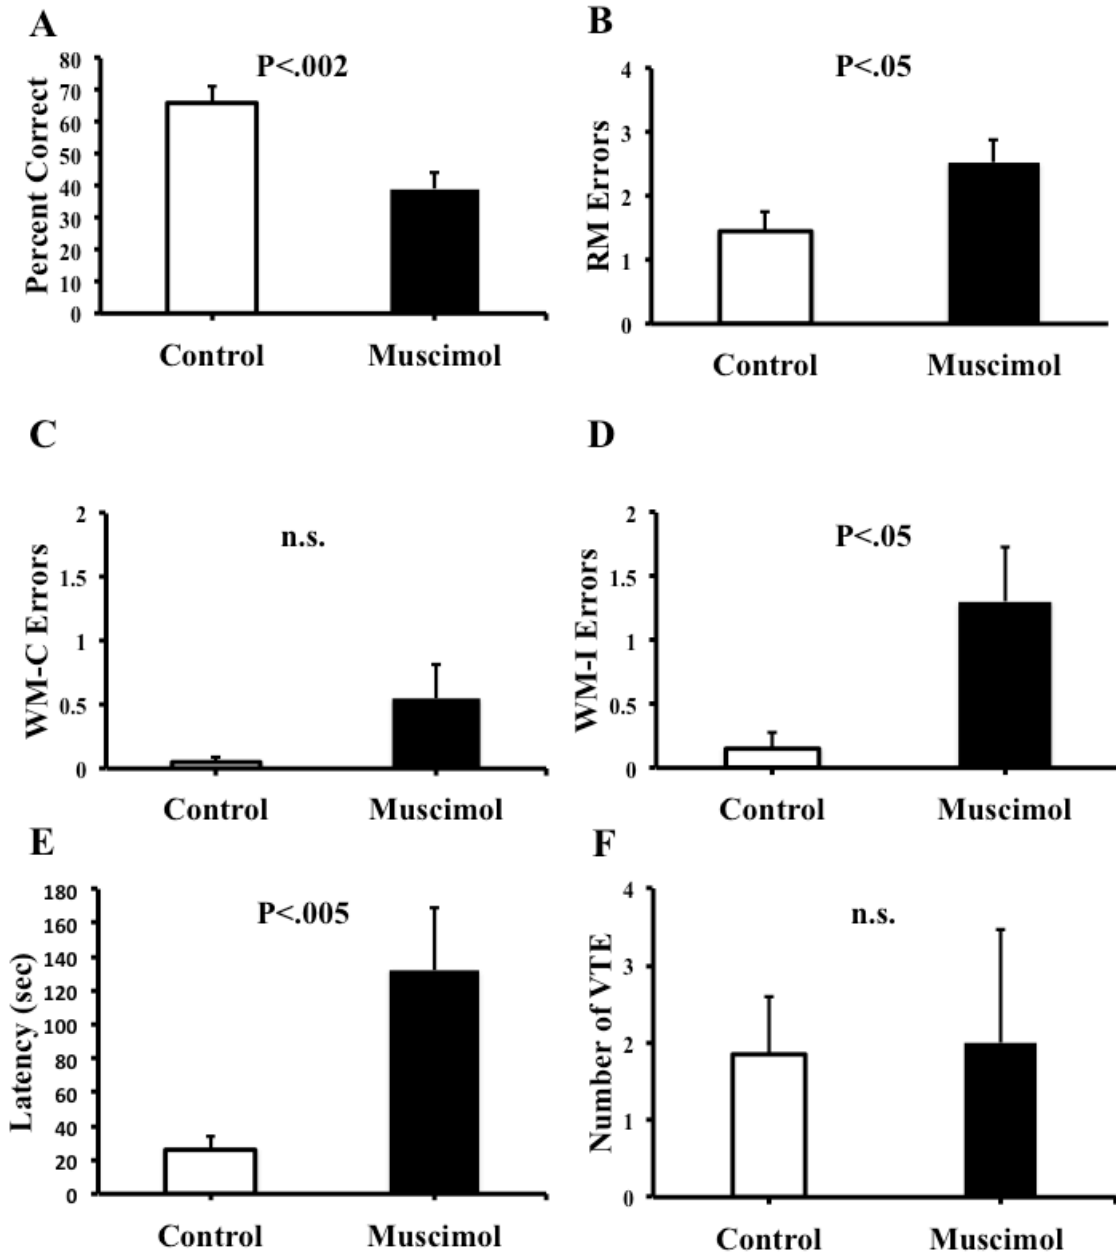 A
B
P<.002
P<.05
Percent Correct
80
70
60
50
40
30
20
10
0
RM Errors
4
3
2
1
0
Control
Muscimol
Control
Muscimol
C
D
n.s.
P<.05
WM-C Errors
2
1.5
1
0.5
0
WM-I Errors
2
1.5
1
0.5
0
Control
Muscimol
Control
Muscimol
E
F
P<.005
n.s.
Latency (sec)
180
160
140
120
100
80
60
40
20
0
Number of VTE
4
3
2
1
0
Control
Muscimol
Control
Muscimol